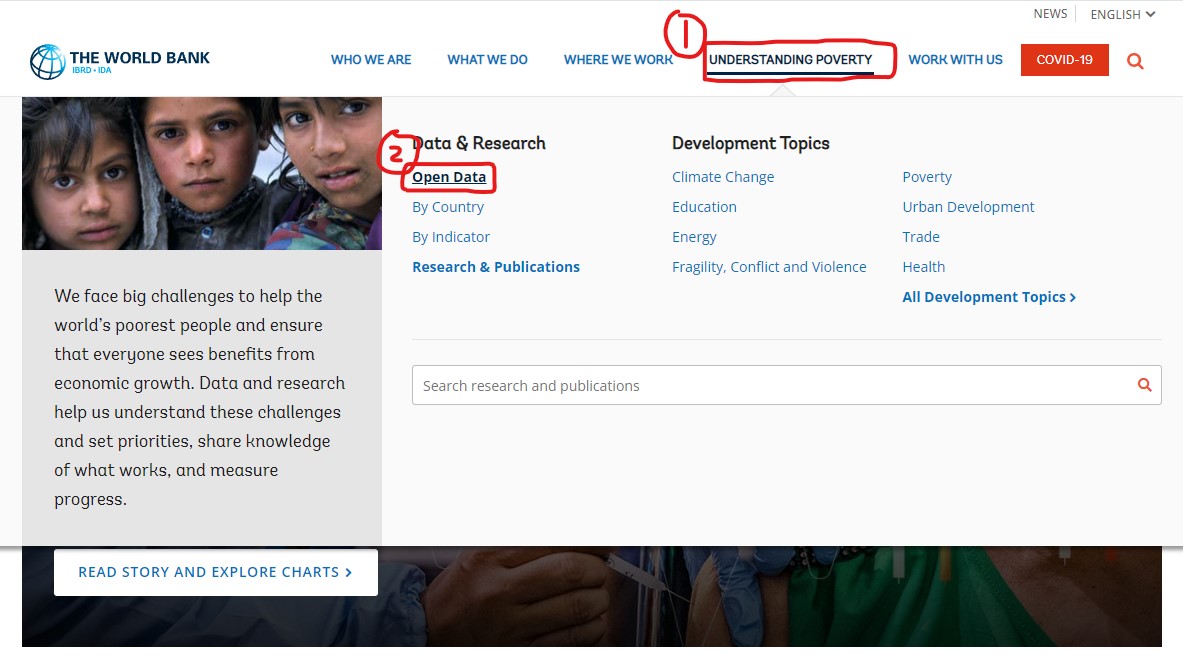 NEWS
ENGLISH
THE WORLD BANK
IBRD • IDA
WHO WE ARE
WHAT WE DO
WHERE WE WORK
1
UNDERSTANDING POVERTY
WORK WITH US
COVID-19
2
Data & Research
Open Data
By Country
By Indicator
Research & Publications
Development Topics
Climate Change
Education
Energy
Fragility, Conflict and Violence
Poverty
Urban Development
Trade
Health
All Development Topics
Search research and publications
We face big challenges to help the
world's poorest people and ensure
that everyone sees benefits from
economic growth. Data and research
help us understand these challenges
and set priorities, share knowledge
of what works, and measure
progress.
READ STORY AND EXPLORE CHARTS